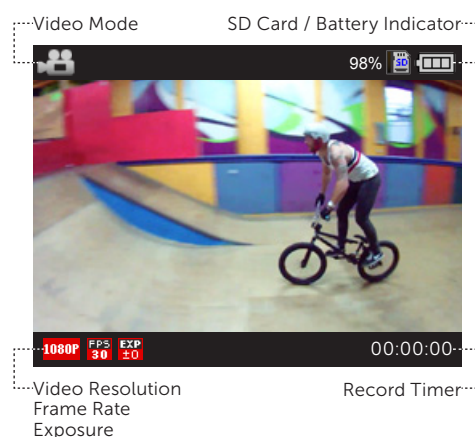 Video Mode
SD Card / Battery Indicator
98% SD
1080P FPS 30 EXP ±0
00:00:00
Video Resolution
Frame Rate
Exposure
Record Timer